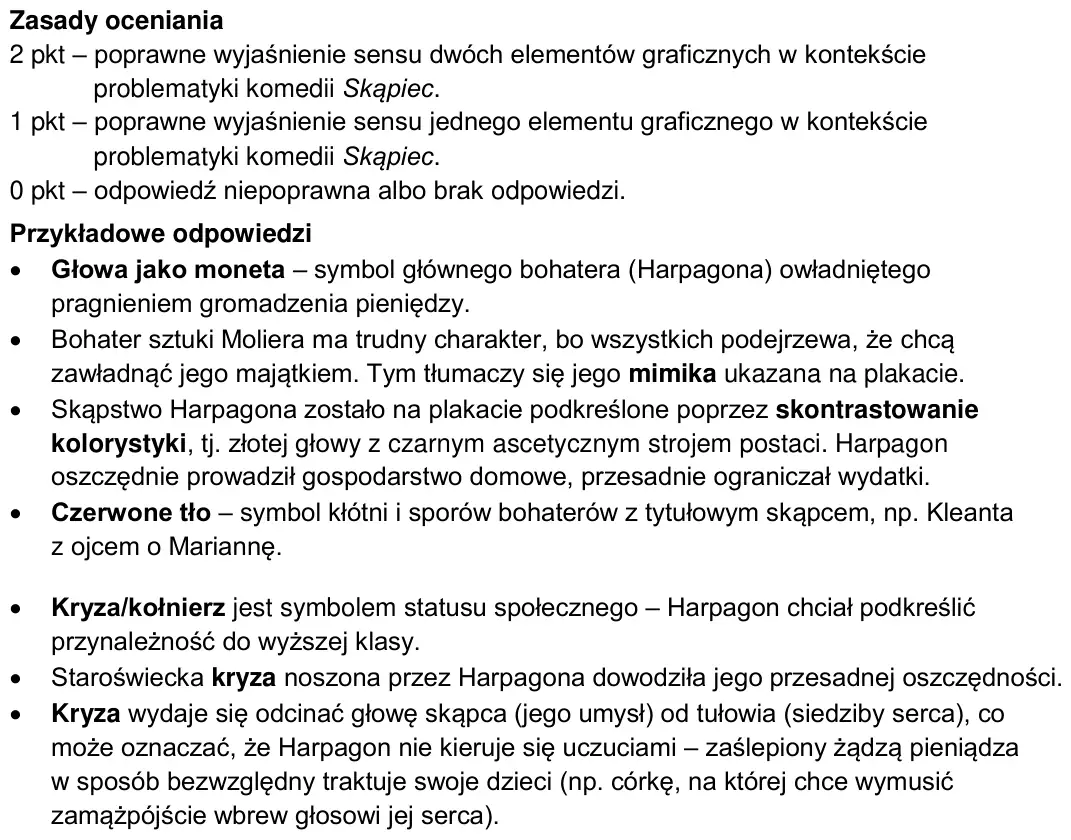 Zasady oceniania
2 pkt – poprawne wyjaśnienie sensu dwóch elementów graficznych w kontekście
problematyki komedii Skąpiec.
1 pkt – poprawne wyjaśnienie sensu jednego elementu graficznego w kontekście
problematyki komedii Skąpiec.
0 pkt – odpowiedź niepoprawna albo brak odpowiedzi.
Przykładowe odpowiedzi
• Głowa jako moneta – symbol głównego bohatera (Harpagona) owładniętego
pragnieniem gromadzenia pieniędzy.
• Bohater sztuki Moliera ma trudny charakter, bo wszystkich podejrzewa, że chcą
zawładnąć jego majątkiem. Tym tłumaczy się jego mimika ukazana na plakacie.
• Skąpstwo Harpagona zostało na plakacie podkreślone poprzez skontrastowanie
kolorystyki, tj. złotej głowy z czarnym ascetycznym strojem postaci. Harpagon
oszczędnie prowadził gospodarstwo domowe, przesadnie ograniczał wydatki.
• Czerwone tło – symbol kłótni i sporów bohaterów z tytułowym skąpcem, np. Kleanta
z ojcem o Mariannę.
• Kryza/kołnierz jest symbolem statusu społecznego – Harpagon chciał podkreślić
przynależność do wyższej klasy.
• Staroświecka kryza noszona przez Harpagona dowodziła jego przesadnej oszczędności.
• Kryza wydaje się odcinać głowę skąpca (jego umysł) od tułowia (siedziby serca), co
może oznaczać, że Harpagon nie kieruje się uczuciami – zaślepiony żądzą pieniądza
w sposób bezwzględny traktuje swoje dzieci (np. córkę, na której chce wymusić
zamążpójście wbrew głosowi jej serca).